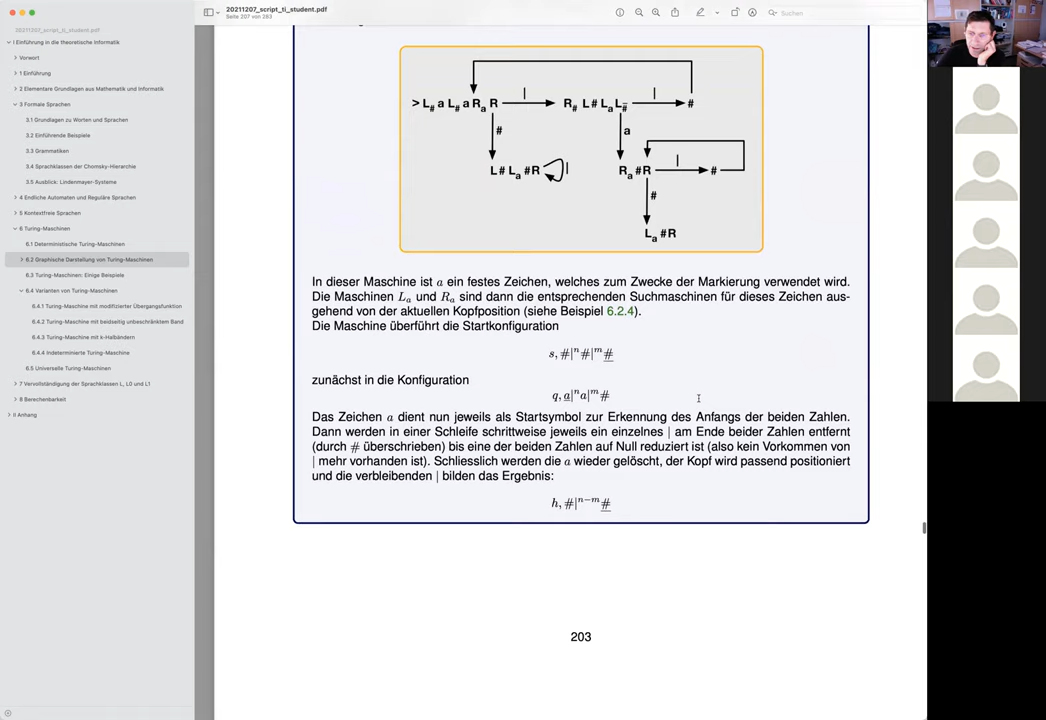 20211207_script_ti_student.pdf
Seite 207 von 283
Suchen
20211207_script_ti_student.pdf
I Einführung in die theoretische Informatik
Vorwort
1 Einführung
2 Elementare Grundlagen aus Mathematik und Informatik
3 Formale Sprachen
3.1 Grundlagen zu Worten und Sprachen
3.2 Einführende Beispiele
3.3 Grammatiken
3.4 Sprachklassen der Chomsky-Hierarchie
3.5 Ausblick: Lindenmayer-Systeme
4 Endliche Automaten und Reguläre Sprachen
5 Kontextfreie Sprachen
6 Turing-Maschinen
6.1 Deterministische Turing-Maschinen
6.2 Graphische Darstellung von Turing-Maschinen
6.3 Turing-Maschinen: Einige Beispiele
6.4 Varianten von Turing-Maschinen
6.4.1 Turing-Maschine mit modifizierter Übergangsfunktion
6.4.2 Turing-Maschine mit beidseitig unbeschränktem Band
6.4.3 Turing-Maschine mit k-Halbändern
6.4.4 Indeterminierte Turing-Maschine
6.5 Universelle Turing-Maschine
7 Vervollständigung der Sprachklassen L, L0 und L1
8 Berechenbarkeit
II Anhang
> L# a L# a Ra R | R# L# La L# | #
# a
L# La #R | Ra #R | #
#
La #R
In dieser Maschine ist a ein festes Zeichen, welches zum Zwecke der Markierung verwendet wird.
Die Maschinen La und Ra sind dann die entsprechenden Suchmaschinen für dieses Zeichen aus-
gehend von der aktuellen Kopfposition (siehe Beispiel 6.2.4).
Die Maschine überführt die Startkonfiguration
s, #|ⁿ#|ᵐ#
zunächst in die Konfiguration
q, a|ⁿa|ᵐ#
Das Zeichen a dient nun jeweils als Startsymbol zur Erkennung des Anfangs der beiden Zahlen.
Dann werden in einer Schleife schrittweise jeweils ein einzelnes | am Ende beider Zahlen entfernt
(durch # überschrieben) bis eine der beiden Zahlen auf Null reduziert ist (also kein Vorkommen von
| mehr vorhanden ist). Schliesslich werden die a wieder gelöscht, der Kopf wird passend positioniert
und die verbleibenden | bilden das Ergebnis:
h, #|ⁿ⁻ᵐ#
203